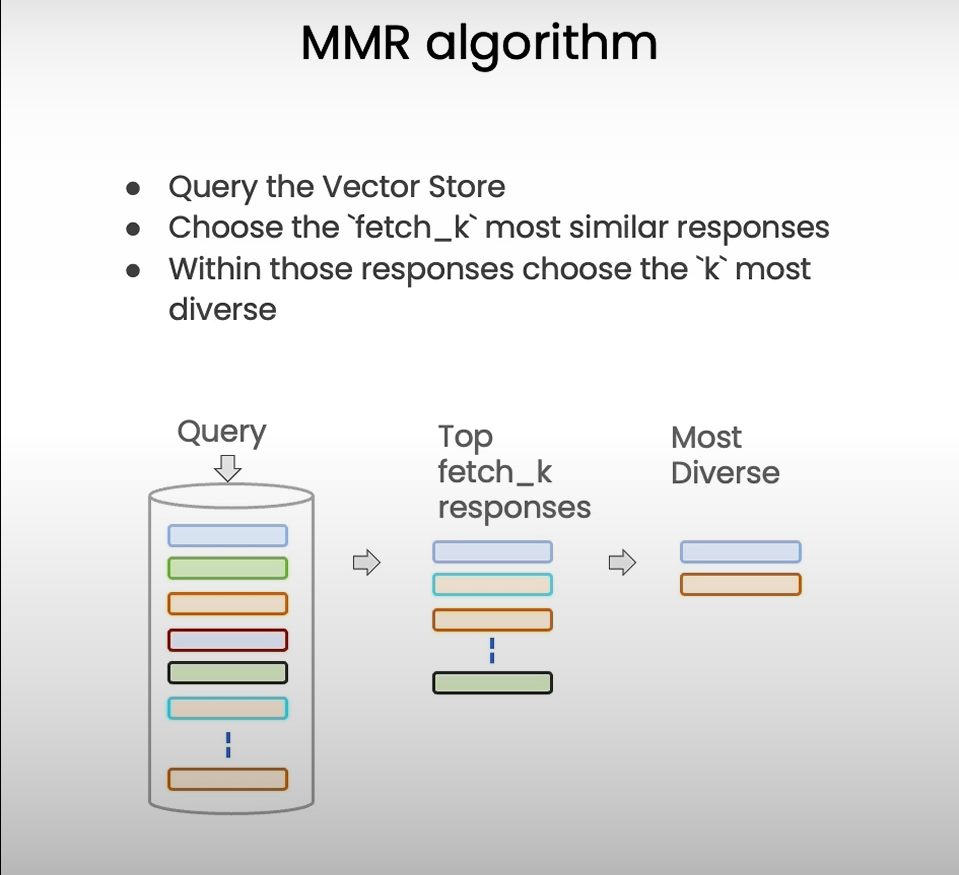 MMR algorithm
● Query the Vector Store
● Choose the `fetch_k` most similar responses
● Within those responses choose the `k` most
diverse
Query
Top
fetch_k
responses
Most
Diverse